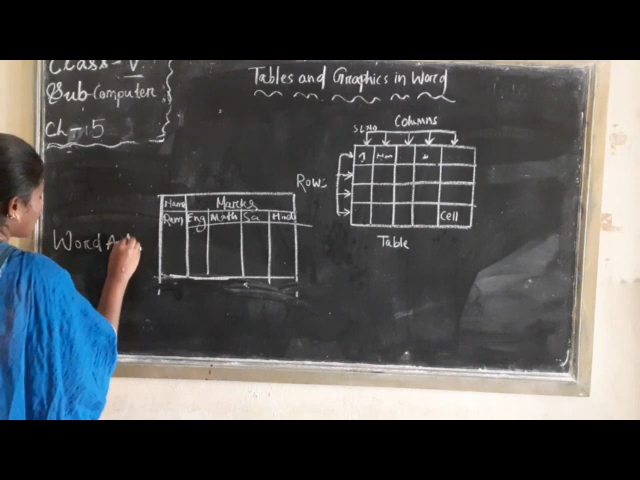 Class - V
Sub-Computer
Ch - 5
Tables and Graphics in Word
Columns
SL NO
1
Rows
Cell
Table
Name Marks
Ram Eng Math Sci Hindi
Word A